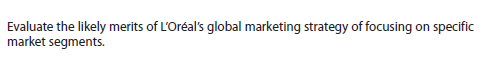 Evaluate the likely merits of L’Oréal’s global marketing strategy of focusing on specific
market segments.